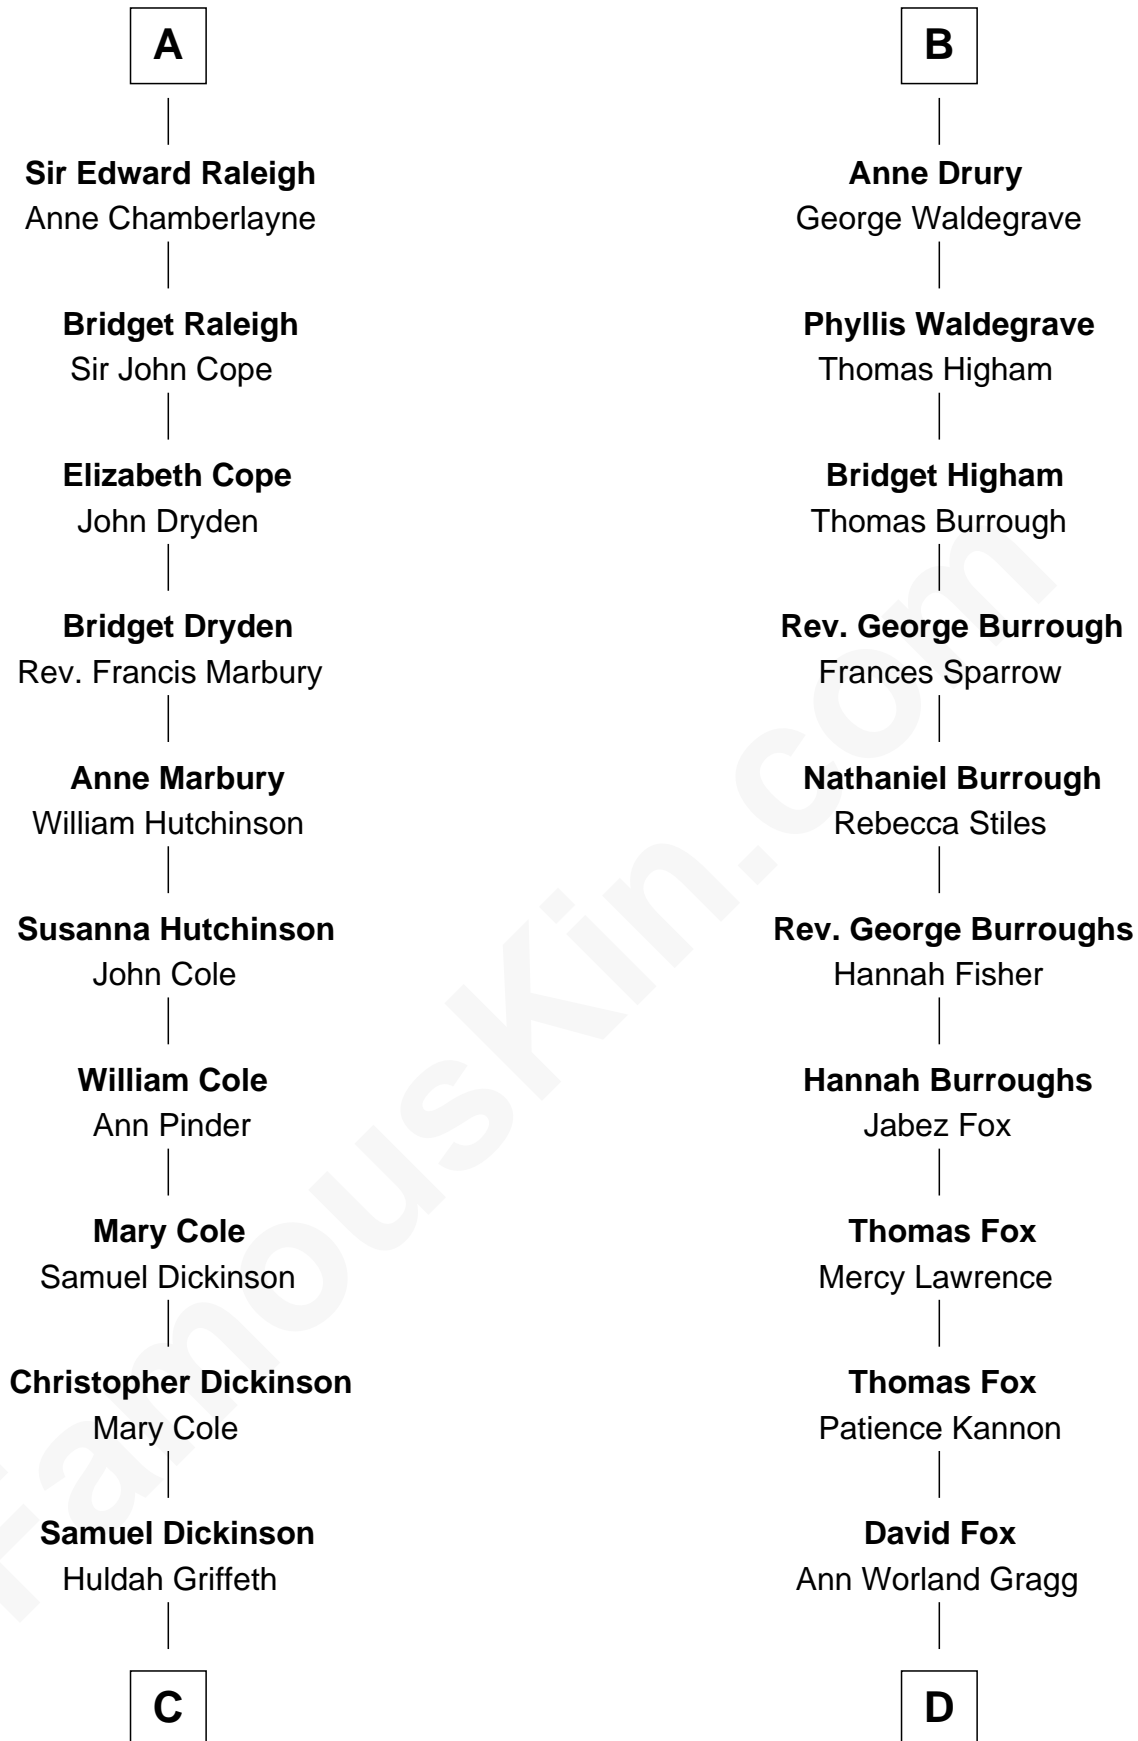 A
Sir Edward Raleigh
Anne Chamberlayne
Bridget Raleigh
Sir John Cope
Elizabeth Cope
John Dryden
Bridget Dryden
Rev. Francis Marbury
Anne Marbury
William Hutchinson
Susanna Hutchinson
John Cole
William Cole
Ann Pinder
Mary Cole
Samuel Dickinson
Christopher Dickinson
Mary Cole
Samuel Dickinson
Huldah Griffeth
C
B
Anne Drury
George Waldegrave
Phyllis Waldegrave
Thomas Higham
Bridget Higham
Thomas Burrough
Rev. George Burrough
Frances Sparrow
Nathaniel Burrough
Rebecca Stiles
Rev. George Burroughs
Hannah Fisher
Hannah Burroughs
Jabez Fox
Thomas Fox
Mercy Lawrence
Thomas Fox
Patience Kannon
David Fox
Ann Worland Gragg
D
FamousKin.com